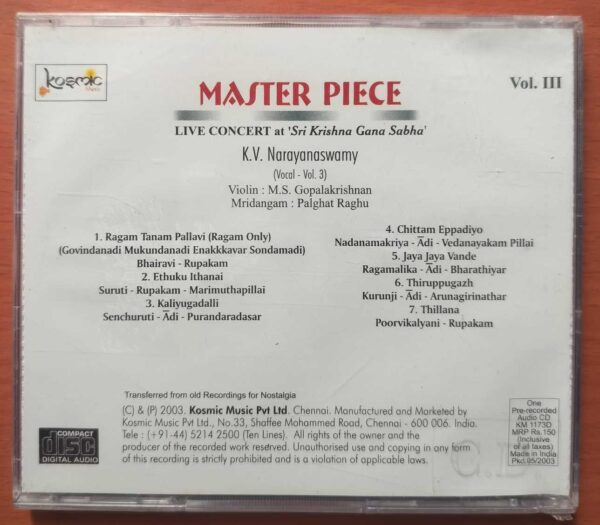 Kosmic
Music
MASTER PIECE
Vol. III
LIVE CONCERT at 'Sri Krishna Gana Sabha'
K.V. Narayanaswamy
(Vocal - Vol. 3)
Violin : M.S. Gopalakrishnan
Mridangam : Palghat Raghu
1. Ragam Tanam Pallavi (Ragam Only)
(Govindanadi Mukundanadi Enakkkavar Sondamadi)
Bhairavi - Rupakam
2. Ethuku Ithanai
Suruti - Rupakam - Marimuthapillai
3. Kaliyugadalli
Senchuruti - Ādi - Purandaradasar
4. Chittam Eppadiyo
Nadanamakriya - Ādi - Vedanayakam Pillai
5. Jaya Jaya Vande
Ragamalika - Ādi - Bharathiyar
6. Thiruppugazh
Kurunji - Ādi - Arunagirinathar
7. Thillana
Poorvikalyani - Rupakam
Transferred from old Recordings for Nostalgia
(C) & (P) 2003. Kosmic Music Pvt Ltd. Chennai. Manufactured and Marketed by
Kosmic Music Pvt Ltd., No.33, Shaffee Mohammed Road, Chennai - 600 006. India.
Tele : (+91-44) 5214 2500 (Ten Lines). All rights of the owner and the
producer of the recorded work reserved. Unauthorised use and copying in any form
of this recording is strictly prohibited and is a violation of applicable laws.
COMPACT
disc
DIGITAL AUDIO
One
Pre-recorded
Audio CD
KM 1173D
MRP Rs.150
(Inclusive
of all taxes)
Made in India
Pkd.05/2003